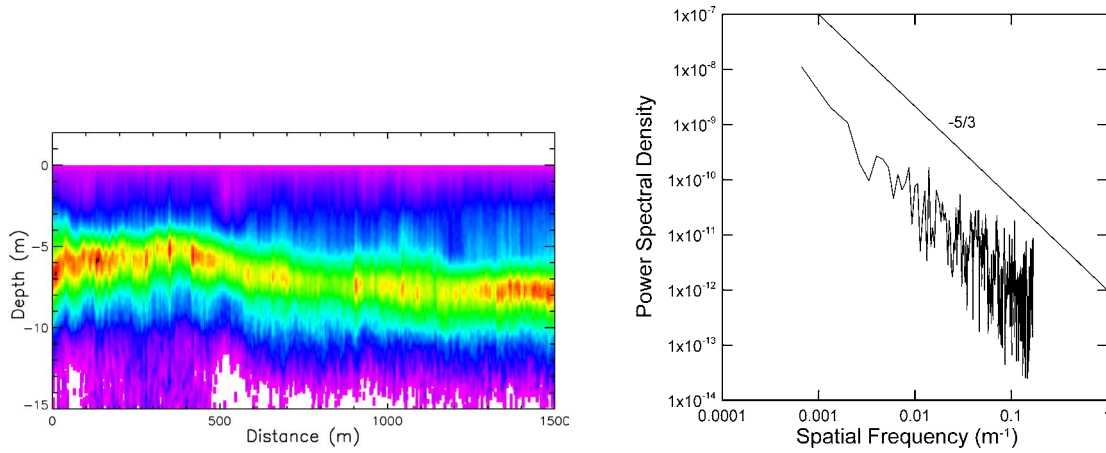 0
−5
−10
−15
Depth (m)
0
500
1000
Distance (m)
1x10⁻⁷
1x10⁻⁸
1x10⁻⁹
1x10⁻¹⁰
1x10⁻¹¹
1x10⁻¹²
1x10⁻¹³
1x10⁻¹⁴
Power Spectral Density
-5/3
0.0001
0.001
0.01
0.1
Spatial Frequency (m⁻¹)